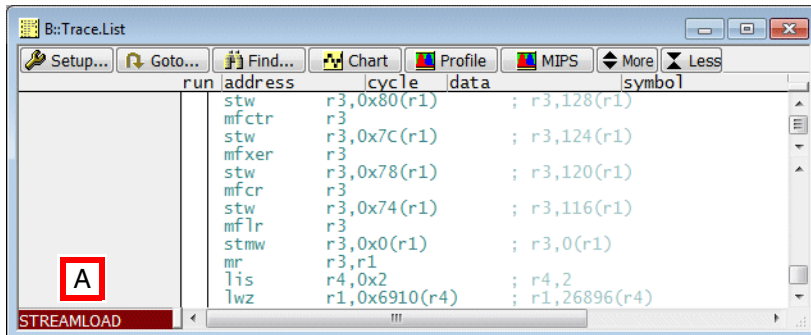 B::Trace.List
Setup... Goto... Find... Chart Profile MIPS More Less
run address cycle data symbol
stw r3,0x80(r1) ; r3,128(r1)
mfctr r3
stw r3,0x7C(r1) ; r3,124(r1)
mfxer r3
stw r3,0x78(r1) ; r3,120(r1)
mfcr r3
stw r3,0x74(r1) ; r3,116(r1)
mflr r3
stmw r3,0x0(r1) ; r3,0(r1)
mr r3,r1
lis r4,0x2 ; r4,2
lwz r1,0x6910(r4) ; r1,26896(r4)
A
STREAMLOAD